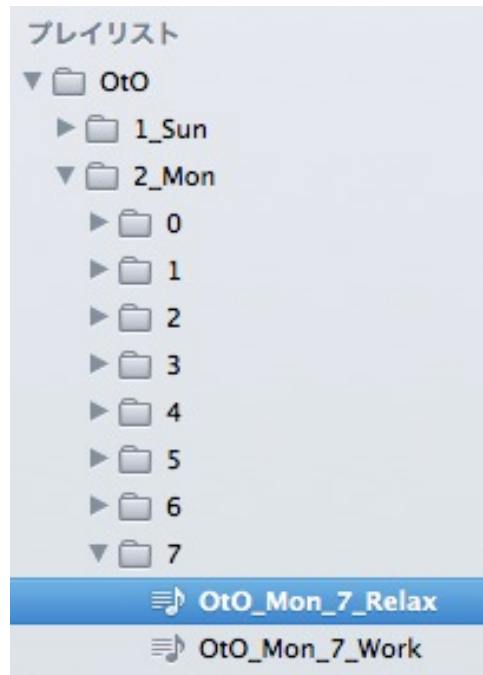 プレイリスト
OtO
1_Sun
2_Mon
0
1
2
3
4
5
6
7
OtO_Mon_7_Relax
OtO_Mon_7_Work